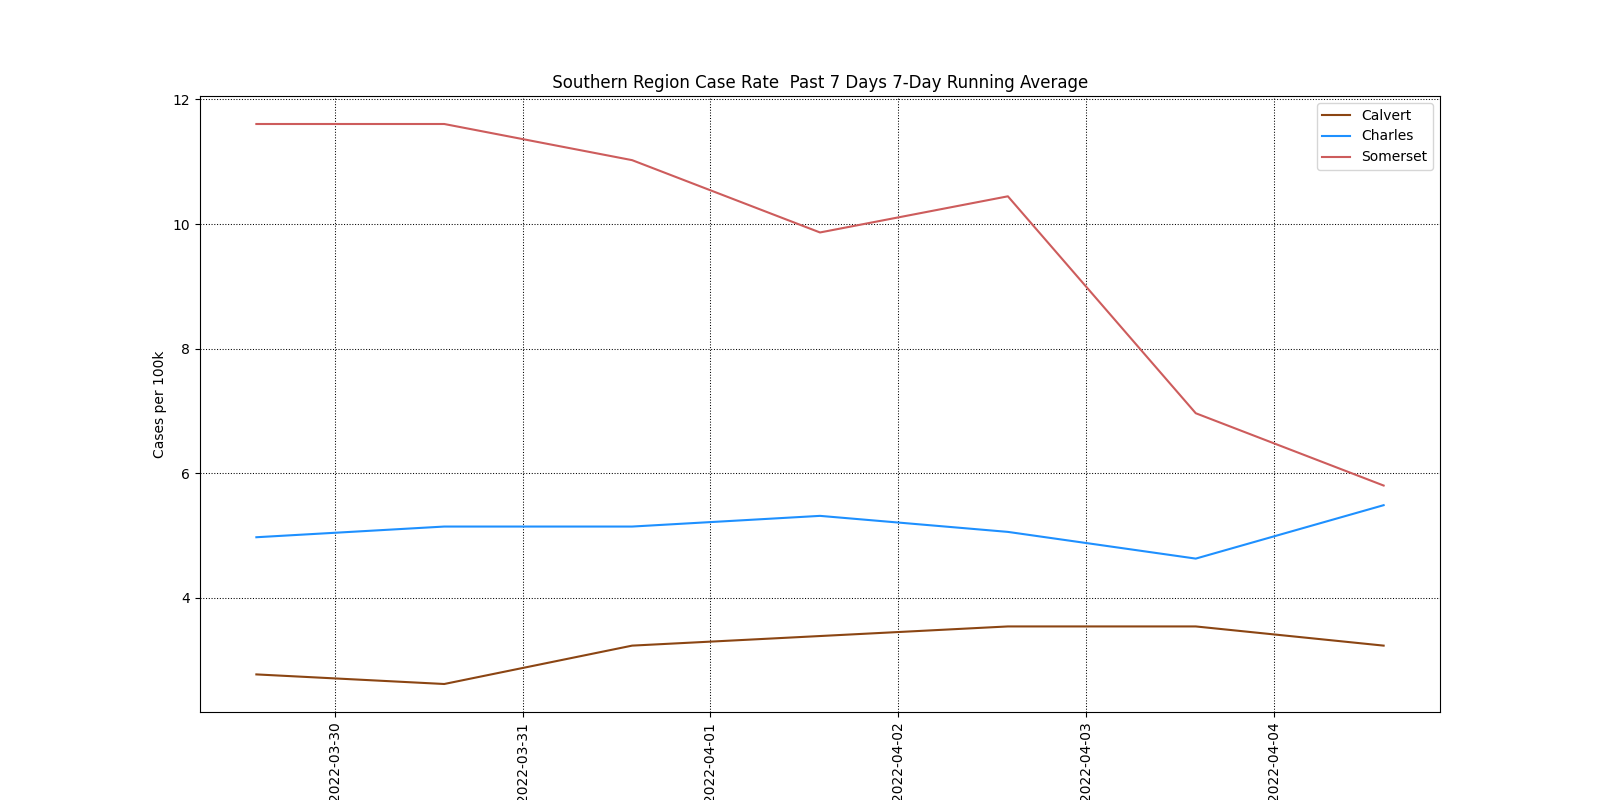 Southern Region Case Rate  Past 7 Days 7-Day Running Average
12
10
8
6
4
Cases per 100k
Calvert
Charles
Somerset
2022-03-30
2022-03-31
2022-04-01
2022-04-02
2022-04-03
2022-04-04